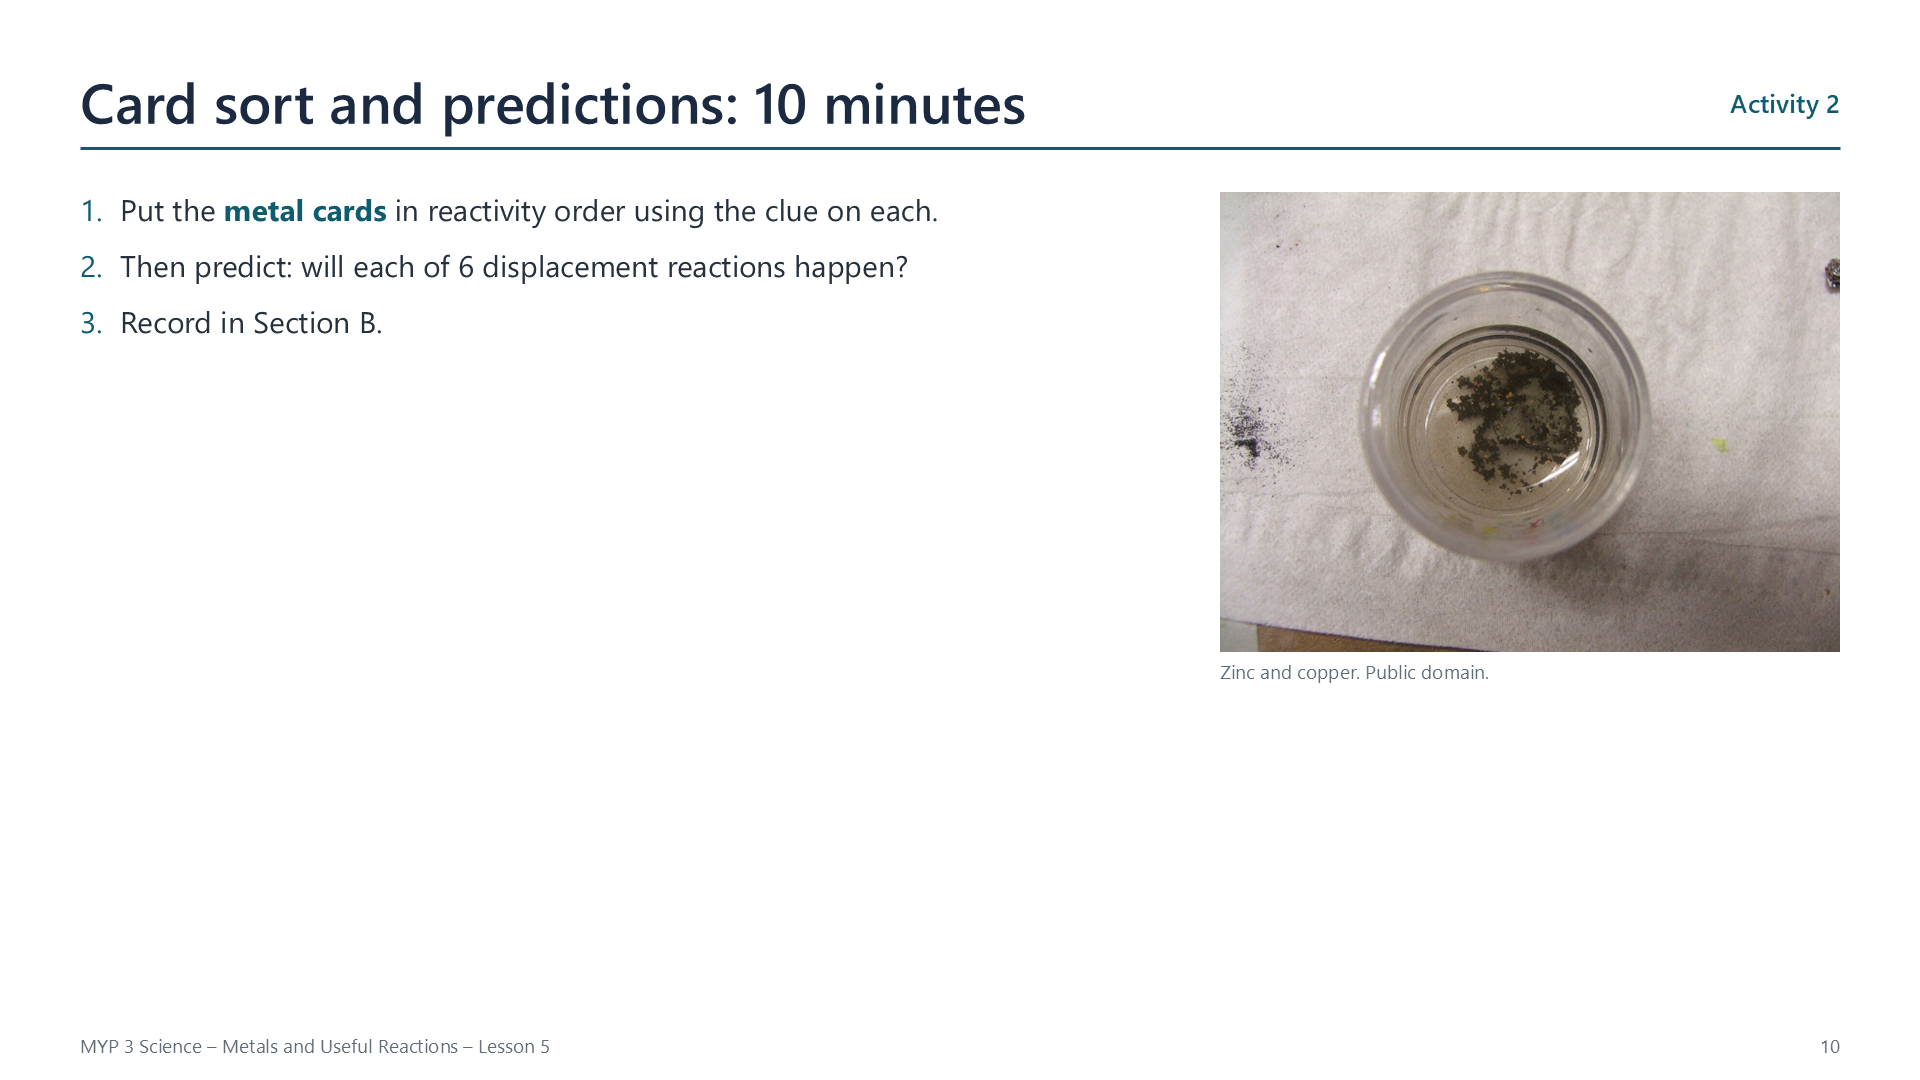 Card sort and predictions: 10 minutes
Activity 2
1. Put the metal cards in reactivity order using the clue on each.
2. Then predict: will each of 6 displacement reactions happen?
3. Record in Section B.
Zinc and copper. Public domain.
MYP 3 Science – Metals and Useful Reactions – Lesson 5
10